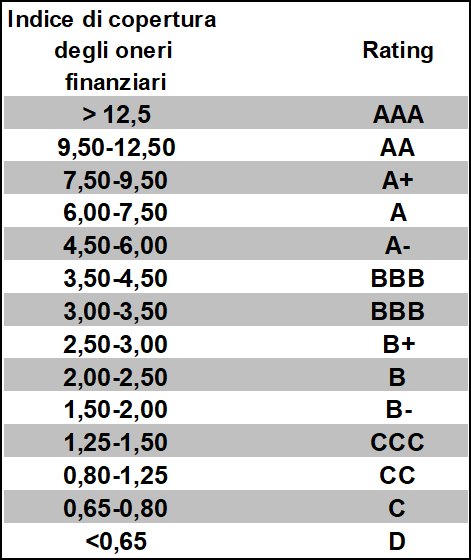 Indice di copertura
degli oneri Rating
finanziari
> 12,5 AAA
9,50-12,50 AA
7,50-9,50 A+
6,00-7,50 A
4,50-6,00 A-
3,50-4,50 BBB
3,00-3,50 BBB
2,50-3,00 B+
2,00-2,50 B
1,50-2,00 B-
1,25-1,50 CCC
0,80-1,25 CC
0,65-0,80 C
<0,65 D